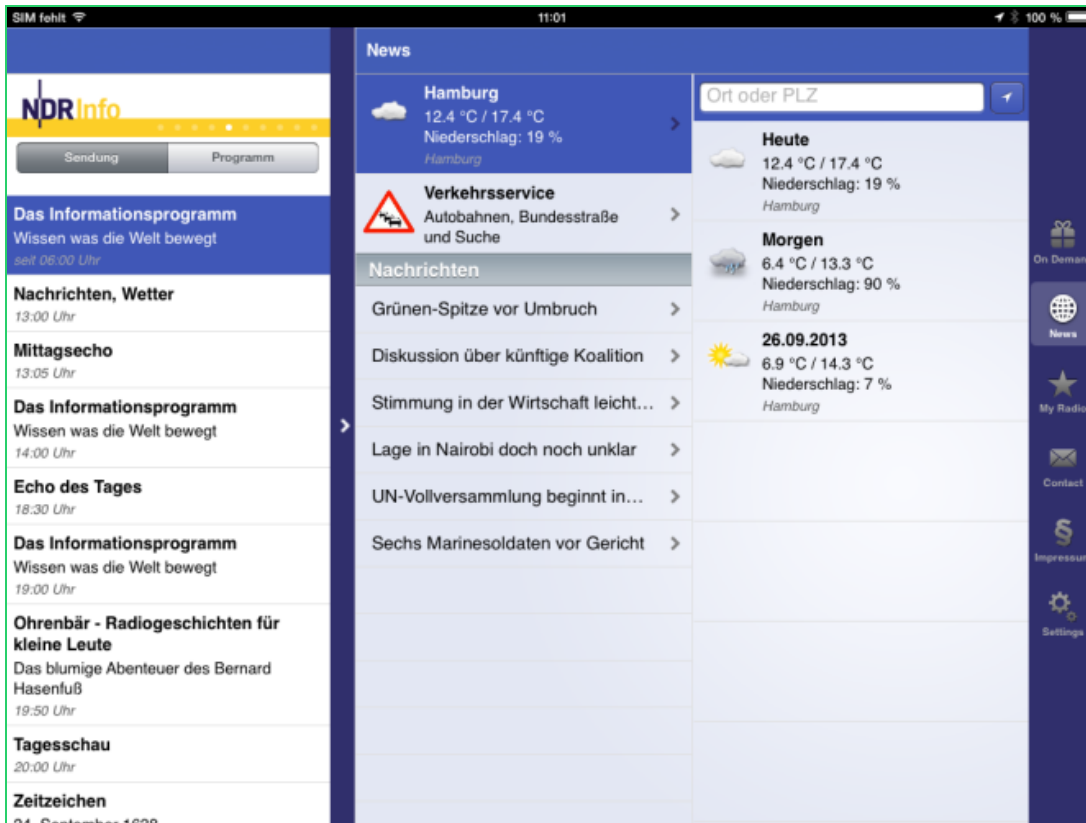 SIM fehlt
11:01
100 %
NDR Info
Sendung
Programm
Das Informationsprogramm
Wissen was die Welt bewegt
seit 06:00 Uhr
Nachrichten, Wetter
13:00 Uhr
Mittagsecho
13:05 Uhr
Das Informationsprogramm
Wissen was die Welt bewegt
14:00 Uhr
Echo des Tages
18:30 Uhr
Das Informationsprogramm
Wissen was die Welt bewegt
19:00 Uhr
Ohrenbär - Radiogeschichten für
kleine Leute
Das blumige Abenteuer des Bernard
Hasenfuß
19:50 Uhr
Tagesschau
20:00 Uhr
Zeitzeichen
24. September 1628
News
Hamburg
12.4 °C / 17.4 °C
Niederschlag: 19 %
Hamburg
Verkehrsservice
Autobahnen, Bundesstraße
und Suche
Nachrichten
Grünen-Spitze vor Umbruch
Diskussion über künftige Koalition
Stimmung in der Wirtschaft leicht…
Lage in Nairobi doch noch unklar
UN-Vollversammlung beginnt in…
Sechs Marinesoldaten vor Gericht
Ort oder PLZ
Heute
12.4 °C / 17.4 °C
Niederschlag: 19 %
Hamburg
Morgen
6.4 °C / 13.3 °C
Niederschlag: 90 %
Hamburg
26.09.2013
6.9 °C / 14.3 °C
Niederschlag: 7 %
Hamburg
On Deman
News
My Radio
Contact
§
Impressum
Settings